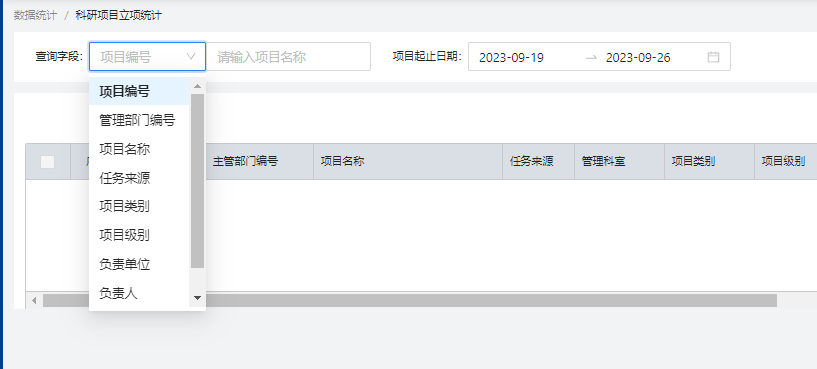 数据统计 / 科研项目立项统计
查询字段: 项目编号 请输入项目名称 项目起止日期: 2023-09-19 → 2023-09-26
项目编号
管理部门编号
项目名称
任务来源
项目类别
项目级别
负责单位
负责人
主管部门编号 项目名称 任务来源 管理科室 项目类别 项目级别